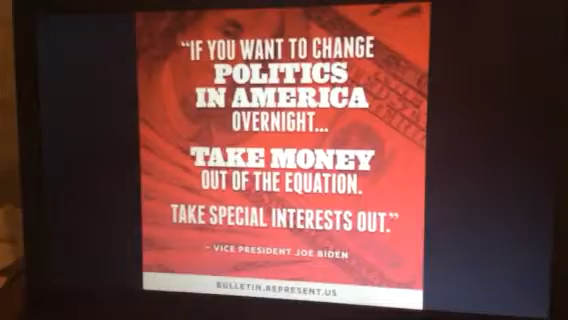 “IF YOU WANT TO CHANGE
POLITICS
IN AMERICA
OVERNIGHT...
TAKE MONEY
OUT OF THE EQUATION.
TAKE SPECIAL INTERESTS OUT.”
~ VICE PRESIDENT JOE BIDEN
BULLETIN.REPRESENT.US